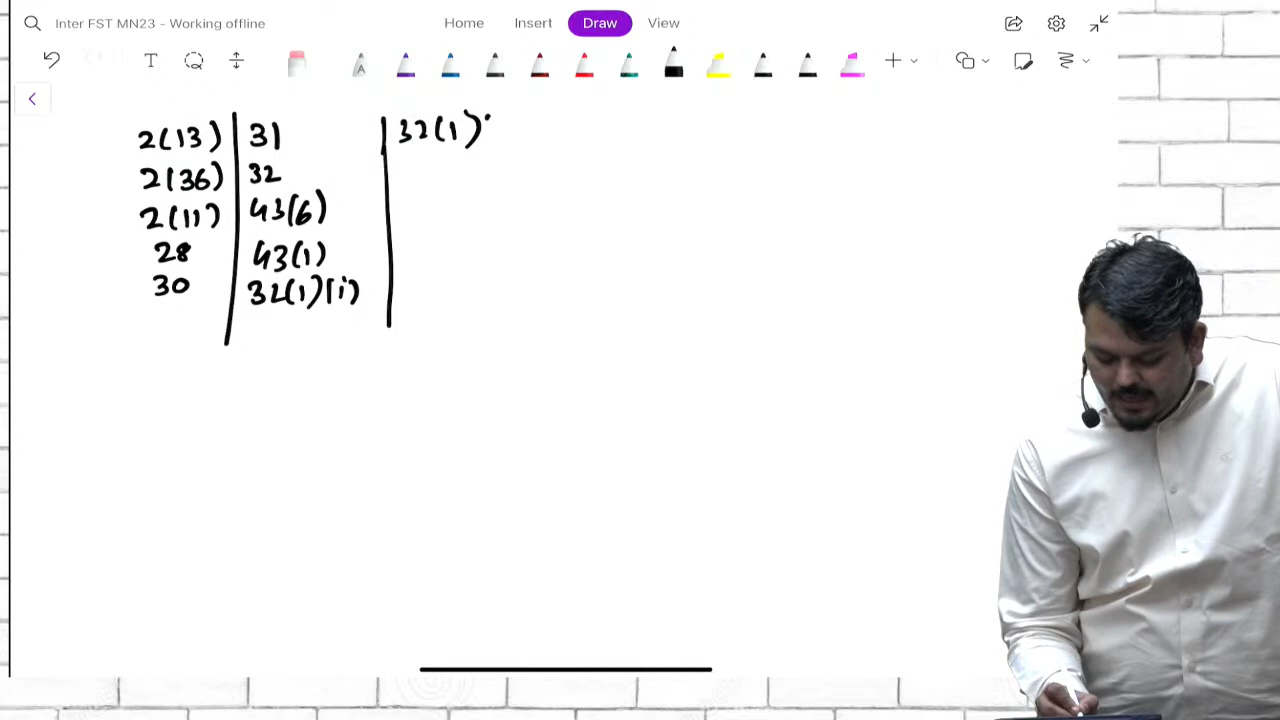 Inter FST MN23 - Working offline
Home Insert Draw View
2(13) 31 32(1)
2(36) 32
2(11) 43(6)
28 43(1)
30 32(1)(i)